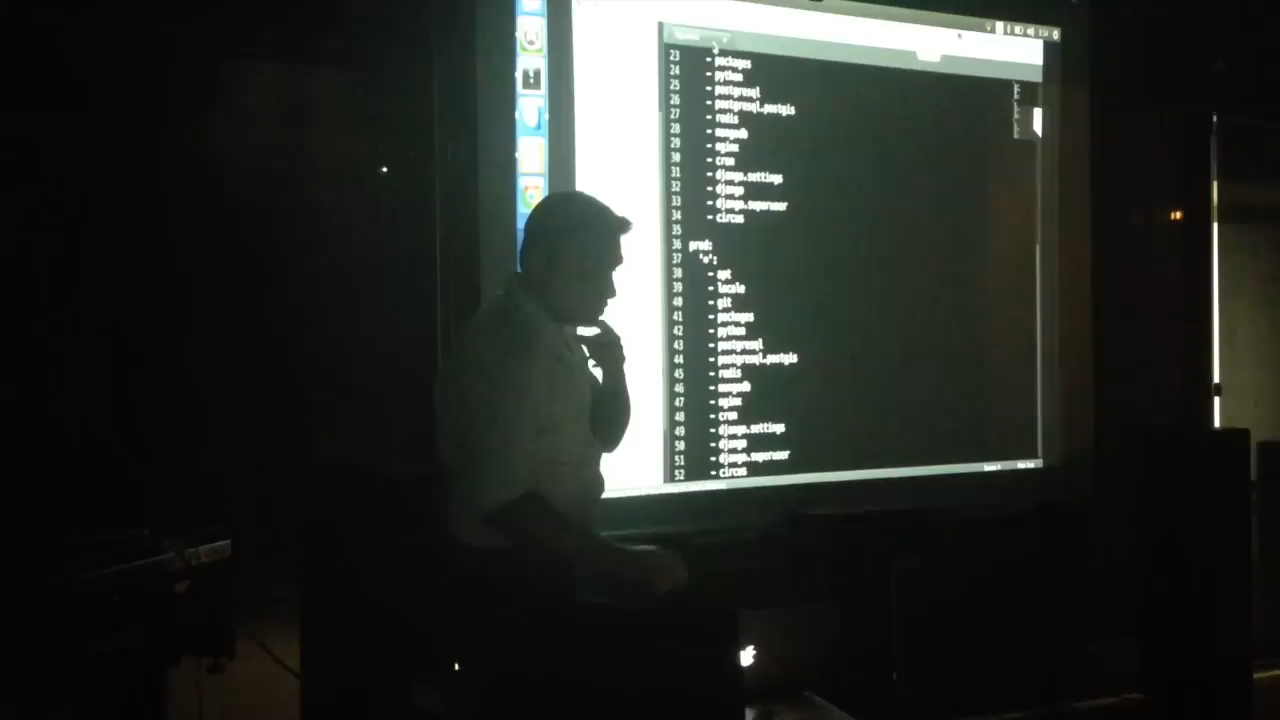 23 - packages
24 - python
25 - postgresql
26 - postgresql.postgis
27 - redis
28 - mongodb
29 - nginx
30 - cron
31 - django.settings
32 - django
33 - django.superuser
34 - circus
35
36 prod:
37 '*':
38 - apt
39 - locale
40 - git
41 - packages
42 - python
43 - postgresql
44 - postgresql.postgis
45 - redis
46 - mongodb
47 - nginx
48 - cron
49 - django.settings
50 - django
51 - django.superuser
52 - circus